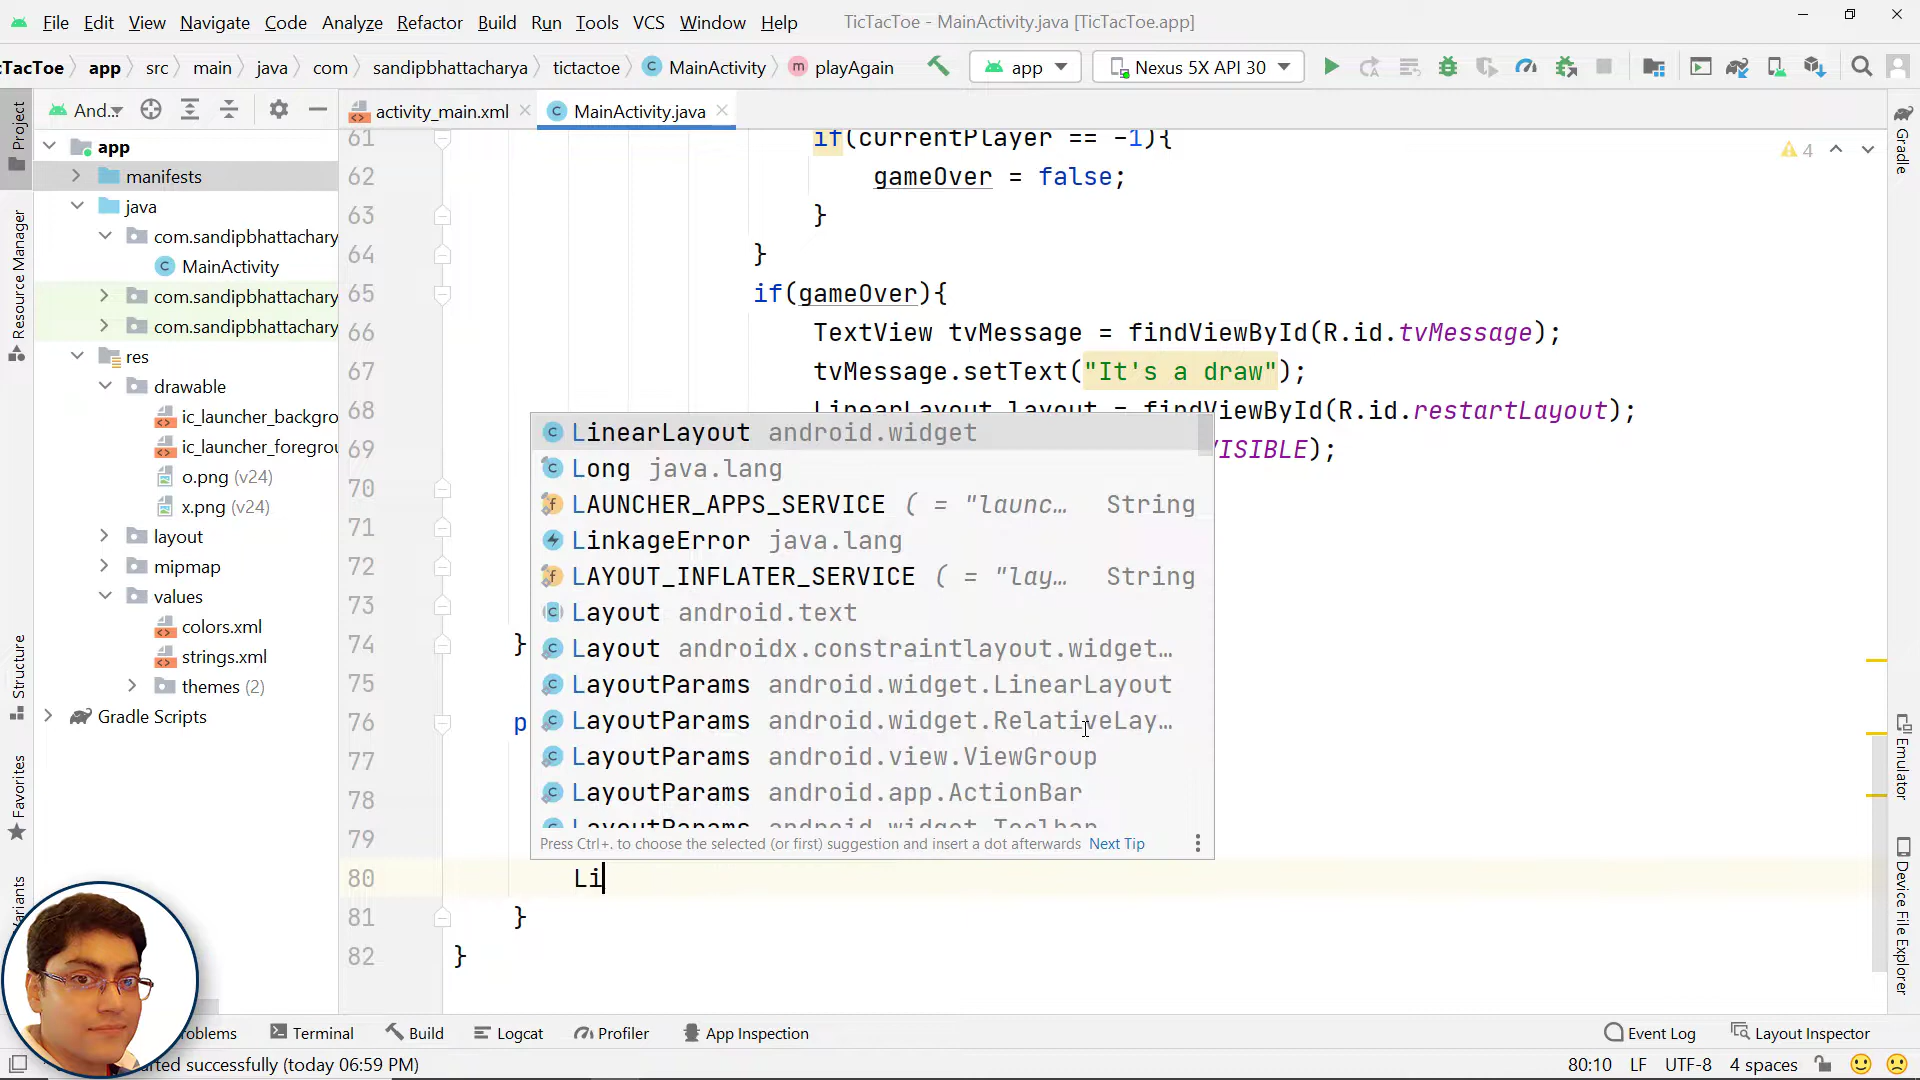 File Edit View Navigate Code Analyze Refactor Build Run Tools VCS Window Help TicTacToe - MainActivity.java [TicTacToe.app]
TicTacToe app src main java com sandipbhattacharya tictactoe MainActivity playAgain app Nexus 5X API 30
And... activity_main.xml MainActivity.java
Project
Resource Manager
Structure
Favorites
Variants
app
manifests
java
com.sandipbhattachary
MainActivity
com.sandipbhattachary
com.sandipbhattachary
res
drawable
ic_launcher_backgro
ic_launcher_foregrou
o.png (v24)
x.png (v24)
layout
mipmap
values
colors.xml
strings.xml
themes (2)
Gradle Scripts
4
61 if(currentPlayer == -1){
62 gameOver = false;
63 }
64 }
65 if(gameOver){
66 TextView tvMessage = findViewById(R.id.tvMessage);
67 tvMessage.setText("It's a draw");
68 LinearLayout layout = findViewById(R.id.restartLayout);
69 VISIBLE);
70
71
72
73
74 }
75
76 p
77
78
79
80 Li
81 }
82 }
LinearLayout android.widget
Long java.lang
LAUNCHER_APPS_SERVICE ( = "launc... String
LinkageError java.lang
LAYOUT_INFLATER_SERVICE ( = "lay... String
Layout android.text
Layout androidx.constraintlayout.widget...
LayoutParams android.widget.LinearLayout
LayoutParams android.widget.RelativeLay...
LayoutParams android.view.ViewGroup
LayoutParams android.app.ActionBar
LayoutParams android.widget.Toolbar
Press Ctrl+. to choose the selected (or first) suggestion and insert a dot afterwards Next Tip
Gradle
Emulator
Device File Explorer
roblems Terminal Build Logcat Profiler App Inspection Event Log Layout Inspector
rted successfully (today 06:59 PM) 80:10 LF UTF-8 4 spaces